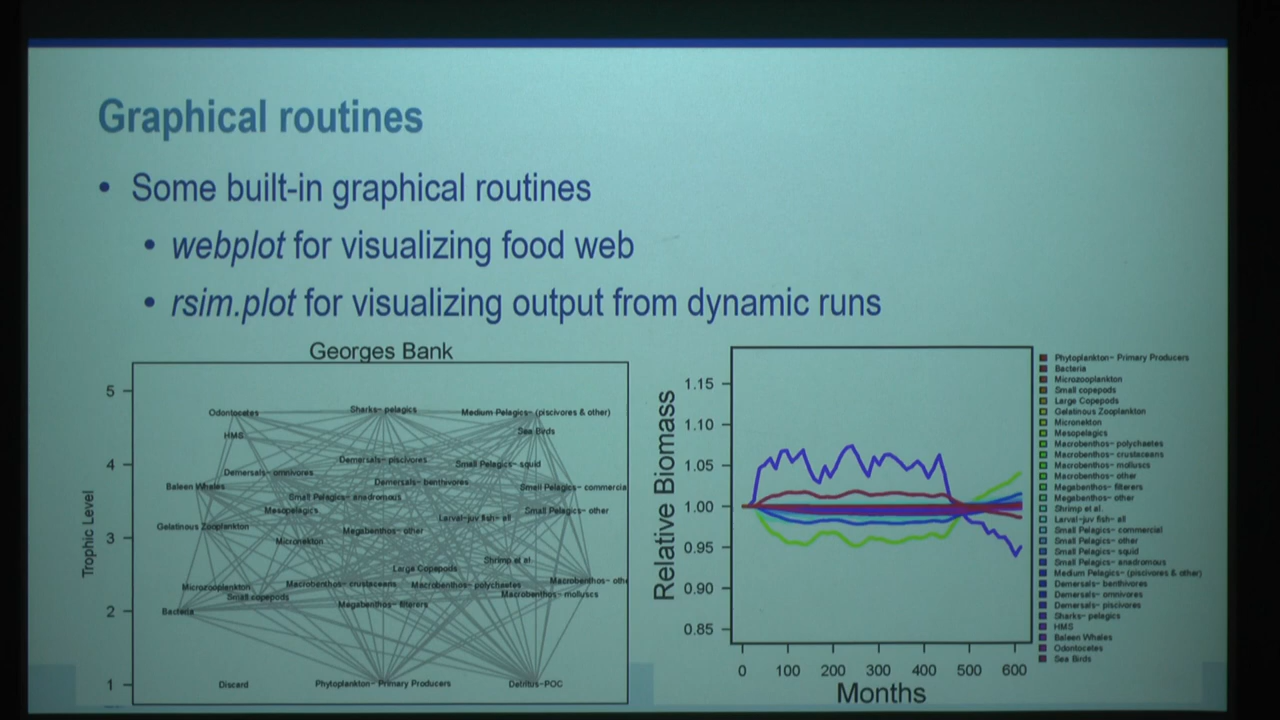 Graphical routines
• Some built-in graphical routines
• webplot for visualizing food web
• rsim.plot for visualizing output from dynamic runs
Georges Bank
Trophic Level
5
4
3
2
1
Odontocetes
Sharks- pelagics
Medium Pelagics- (piscivores & other)
HMS
Sea Birds
Demersals- piscivores
Small Pelagics- squid
Demersals- omnivores
Baleen Whales
Demersals- benthivores
Small Pelagics- commercia
Small Pelagics- anadromous
Mesopelagics
Small Pelagics- other
Larval-juv fish- all
Gelatinous Zooplankton
Megabenthos- other
Micronekton
Shrimp et al.
Large Copepods
Microzooplankton
Macrobenthos- crustaceans
Macrobenthos- polychaetes
Macrobenthos- othe
Small copepods
Macrobenthos- molluscs
Bacteria
Megabenthos- filterers
Discard
Phytoplankton- Primary Producers
Detritus-POC
Relative Biomass
1.15
1.10
1.05
1.00
0.95
0.90
0.85
0 100 200 300 400 500 600
Months
Phytoplankton- Primary Producers
Bacteria
Microzooplankton
Small copepods
Large Copepods
Gelatinous Zooplankton
Micronekton
Mesopelagics
Macrobenthos- polychaetes
Macrobenthos- crustaceans
Macrobenthos- molluscs
Macrobenthos- other
Megabenthos- filterers
Megabenthos- other
Shrimp et al.
Larval-juv fish- all
Small Pelagics- commercial
Small Pelagics- other
Small Pelagics- squid
Small Pelagics- anadromous
Medium Pelagics- (piscivores & other)
Demersals- benthivores
Demersals- omnivores
Demersals- piscivores
Sharks- pelagics
HMS
Baleen Whales
Odontocetes
Sea Birds